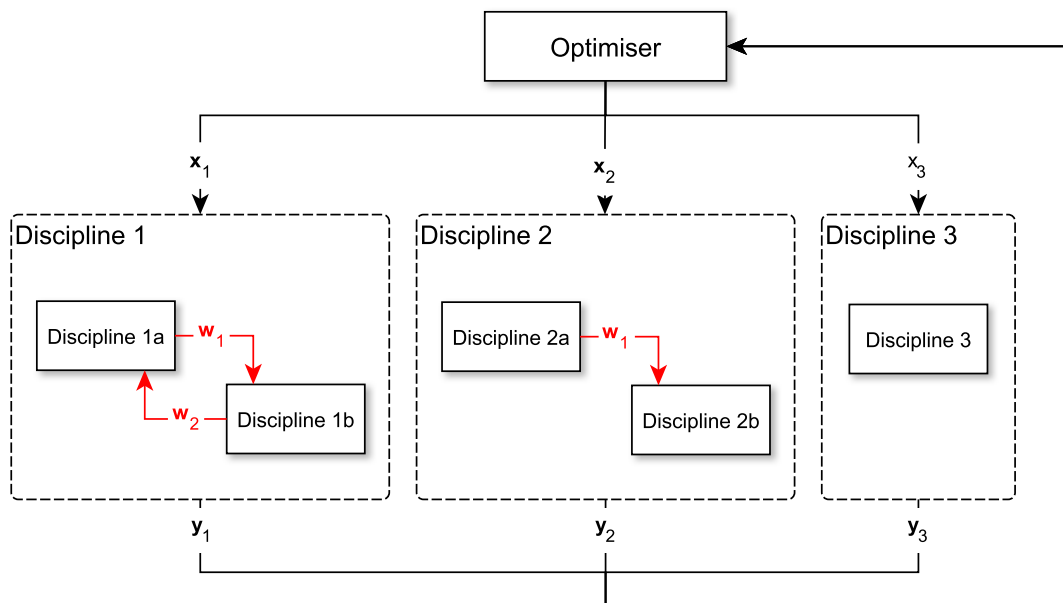 Optimiser
x1
x2
x3
Discipline 1
Discipline 2
Discipline 3
Discipline 1a
w1
w2
Discipline 1b
Discipline 2a
w1
Discipline 2b
Discipline 3
y1
y2
y3